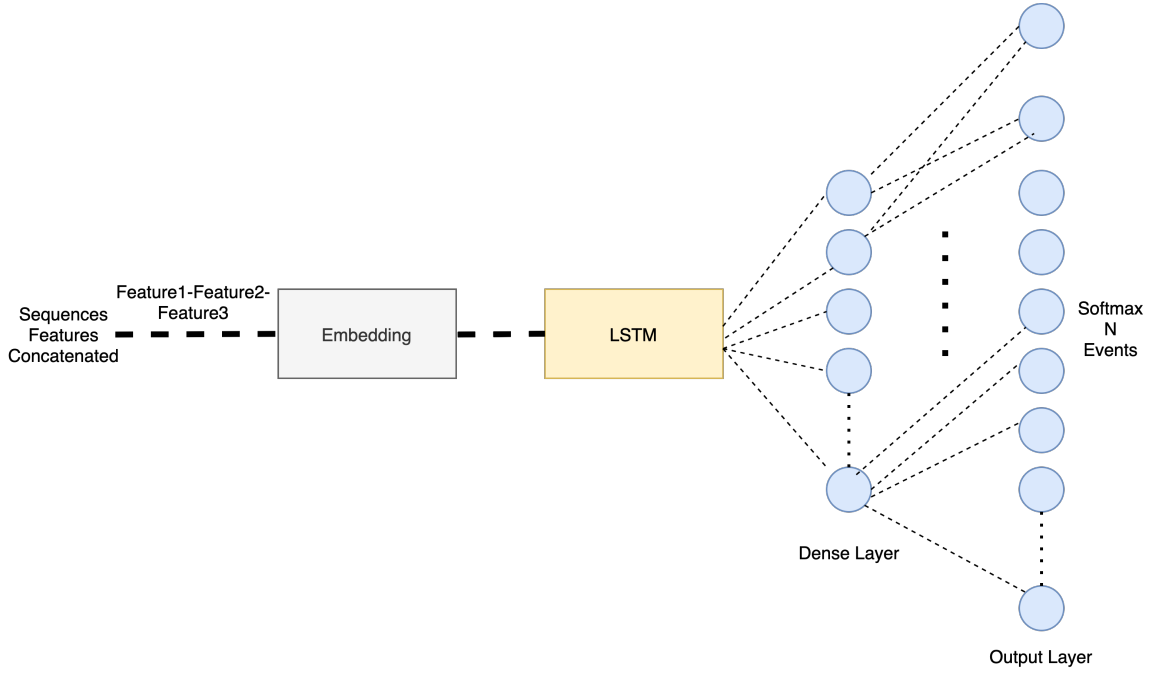 Feature1-Feature2-
Feature3
Sequences
Features
Concatenated
Embedding
LSTM
Softmax
N
Events
Dense Layer
Output Layer